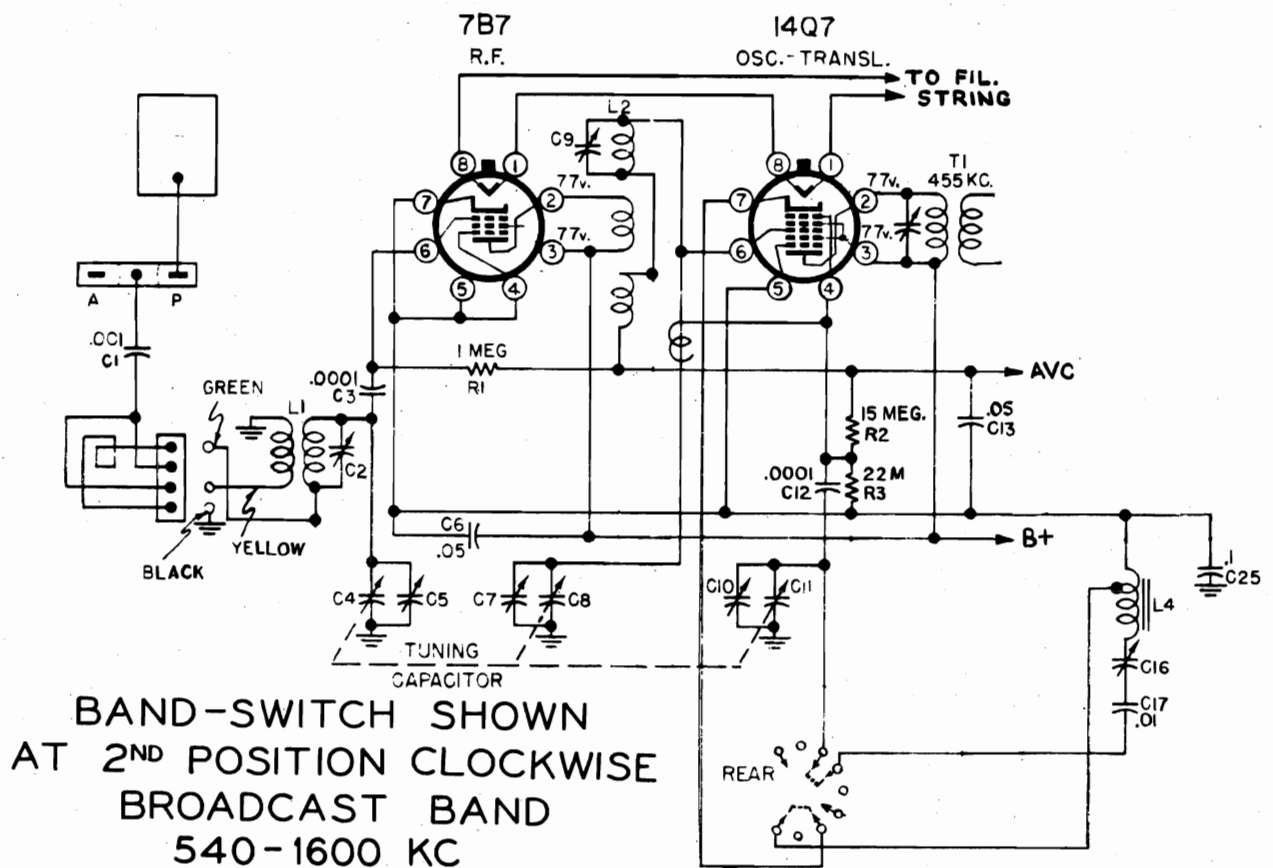 7B7
R.F.
14Q7
OSC.-TRANSL.
TO FIL.
STRING
L2
C9
8
1
8
1
T1
455 KC.
7
2
77v.
7
2
77v.
6
3
77v.
6
3
77v.
5
4
5
4
A
P
.001
C1
1 MEG
R1
AVC
GREEN
.0001
C3
L1
C2
15 MEG.
R2
.05
C13
.0001
C12
22M
R3
C6
.05
B+
YELLOW
BLACK
.1
C25
C4
C5
C7
C8
C10
C11
L4
TUNING
CAPACITOR
C16
C17
.01
BAND-SWITCH SHOWN
AT 2ND POSITION CLOCKWISE
BROADCAST BAND
540-1600 KC
REAR